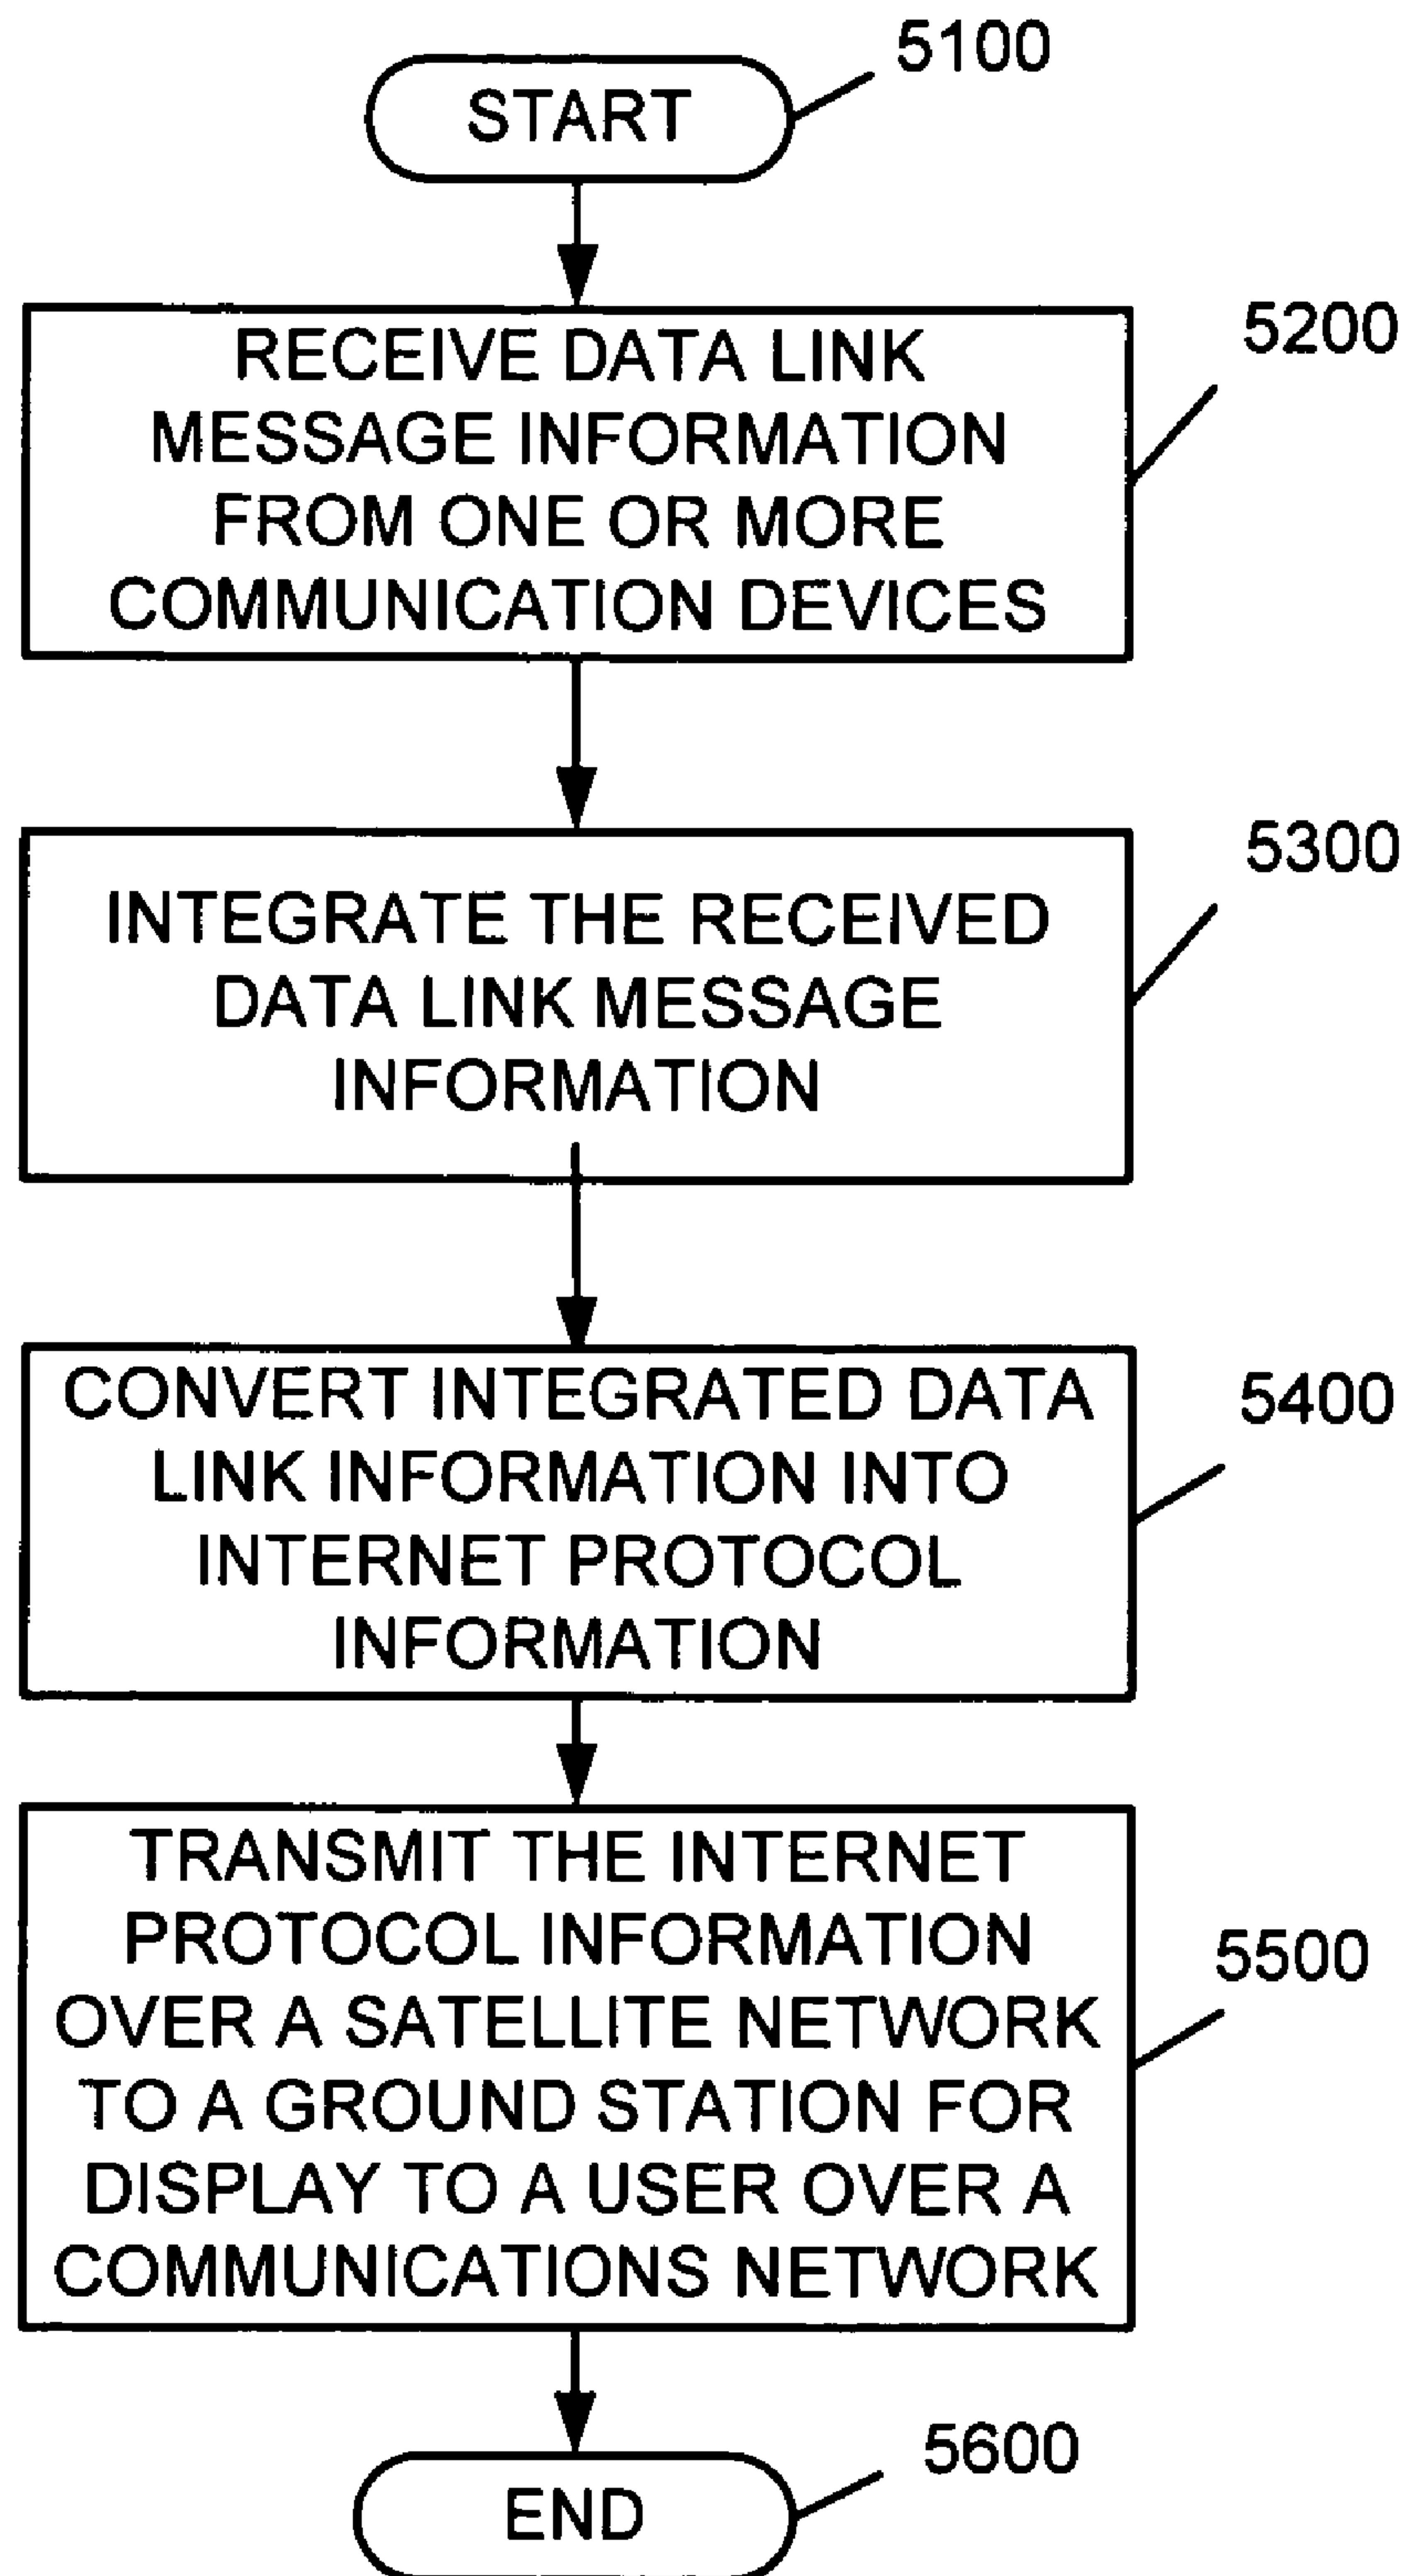 5100
START
5200
RECEIVE DATA LINK
MESSAGE INFORMATION
FROM ONE OR MORE
COMMUNICATION DEVICES
5300
INTEGRATE THE RECEIVED
DATA LINK MESSAGE
INFORMATION
5400
CONVERT INTEGRATED DATA
LINK INFORMATION INTO
INTERNET PROTOCOL
INFORMATION
5500
TRANSMIT THE INTERNET
PROTOCOL INFORMATION
OVER A SATELLITE NETWORK
TO A GROUND STATION FOR
DISPLAY TO A USER OVER A
COMMUNICATIONS NETWORK
5600
END